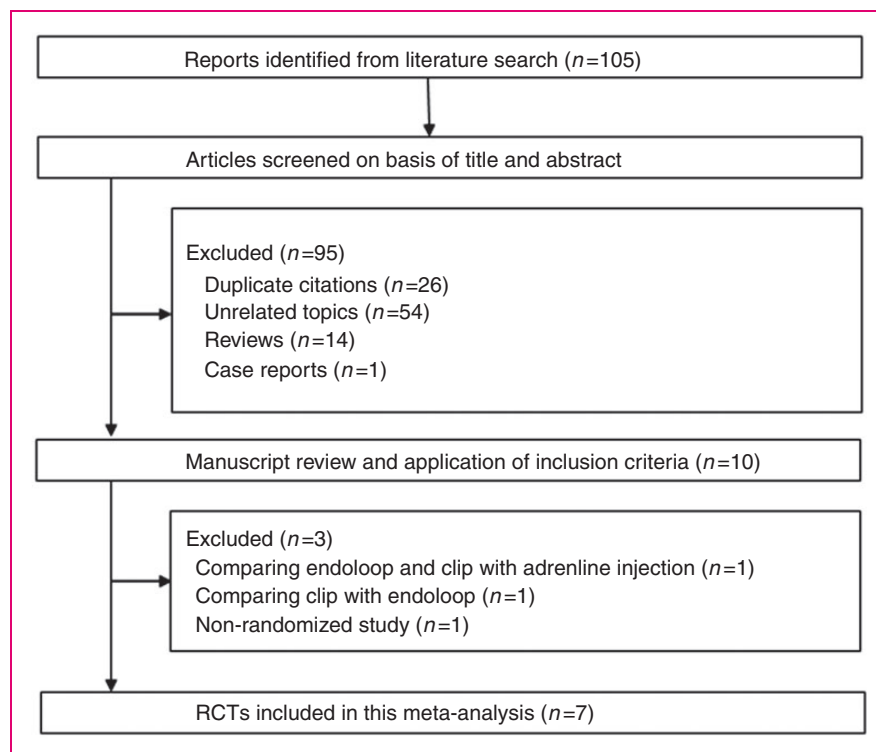 Reports identified from literature search (n=105)
Articles screened on basis of title and abstract
Excluded (n=95)
Duplicate citations (n=26)
Unrelated topics (n=54)
Reviews (n=14)
Case reports (n=1)
Manuscript review and application of inclusion criteria (n=10)
Excluded (n=3)
Comparing endoloop and clip with adrenline injection (n=1)
Comparing clip with endoloop (n=1)
Non-randomized study (n=1)
RCTs included in this meta-analysis (n=7)